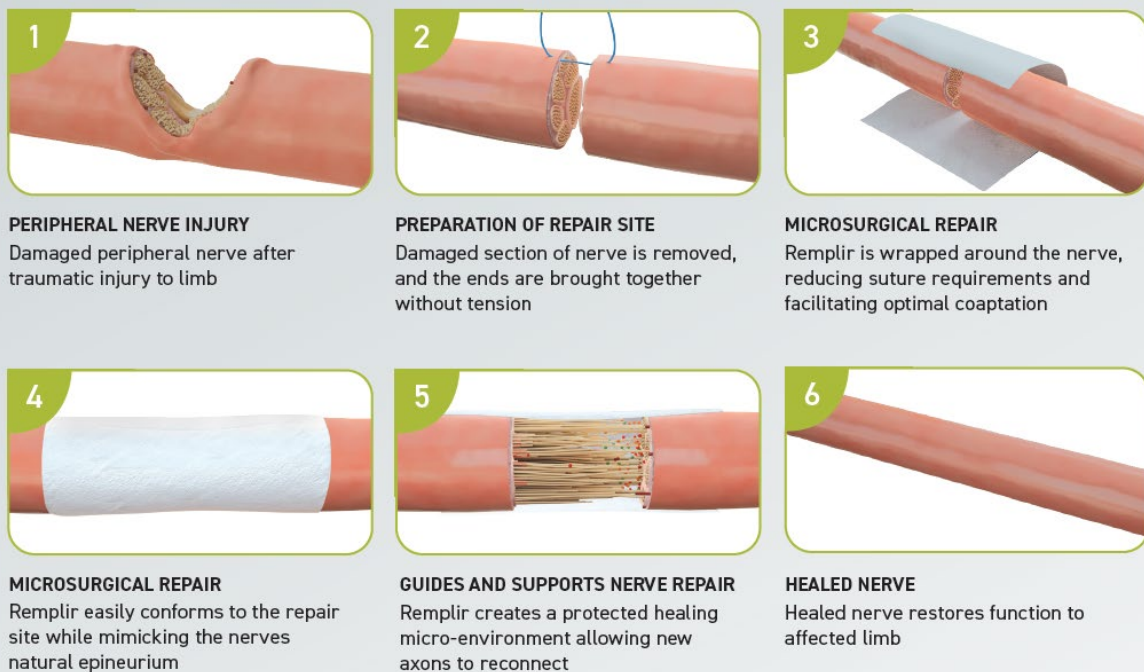 1
PERIPHERAL NERVE INJURY
Damaged peripheral nerve after
traumatic injury to limb
2
PREPARATION OF REPAIR SITE
Damaged section of nerve is removed,
and the ends are brought together
without tension
3
MICROSURGICAL REPAIR
Remplir is wrapped around the nerve,
reducing suture requirements and
facilitating optimal coaptation
4
MICROSURGICAL REPAIR
Remplir easily conforms to the repair
site while mimicking the nerves
natural epineurium
5
GUIDES AND SUPPORTS NERVE REPAIR
Remplir creates a protected healing
micro-environment allowing new
axons to reconnect
6
HEALED NERVE
Healed nerve restores function to
affected limb